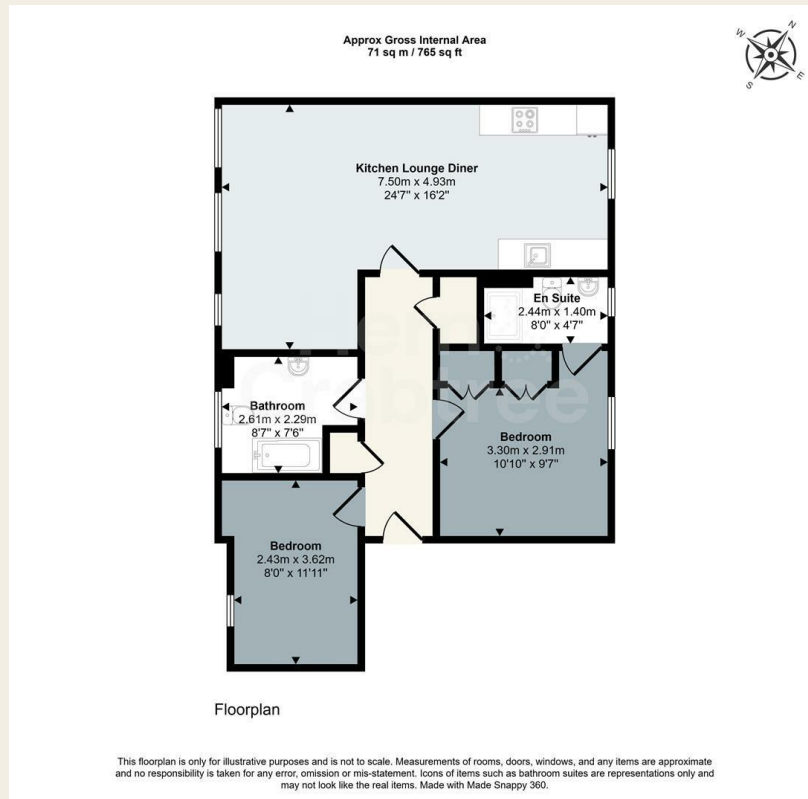 Approx Gross Internal Area
71 sq m / 765 sq ft
N
W
E
S
Kitchen Lounge Diner
7.50m x 4.93m
24'7" x 16'2"
En Suite
2.44m x 1.40m
8'0" x 4'7"
Bathroom
2.61m x 2.29m
8'7" x 7'6"
Bedroom
3.30m x 2.91m
10'10" x 9'7"
Bedroom
2.43m x 3.62m
8'0" x 11'11"
Floorplan
This floorplan is only for illustrative purposes and is not to scale. Measurements of rooms, doors, windows, and any items are approximate
and no responsibility is taken for any error, omission or mis-statement. Icons of items such as bathroom suites are representations only and
may not look like the real items. Made with Made Snappy 360.